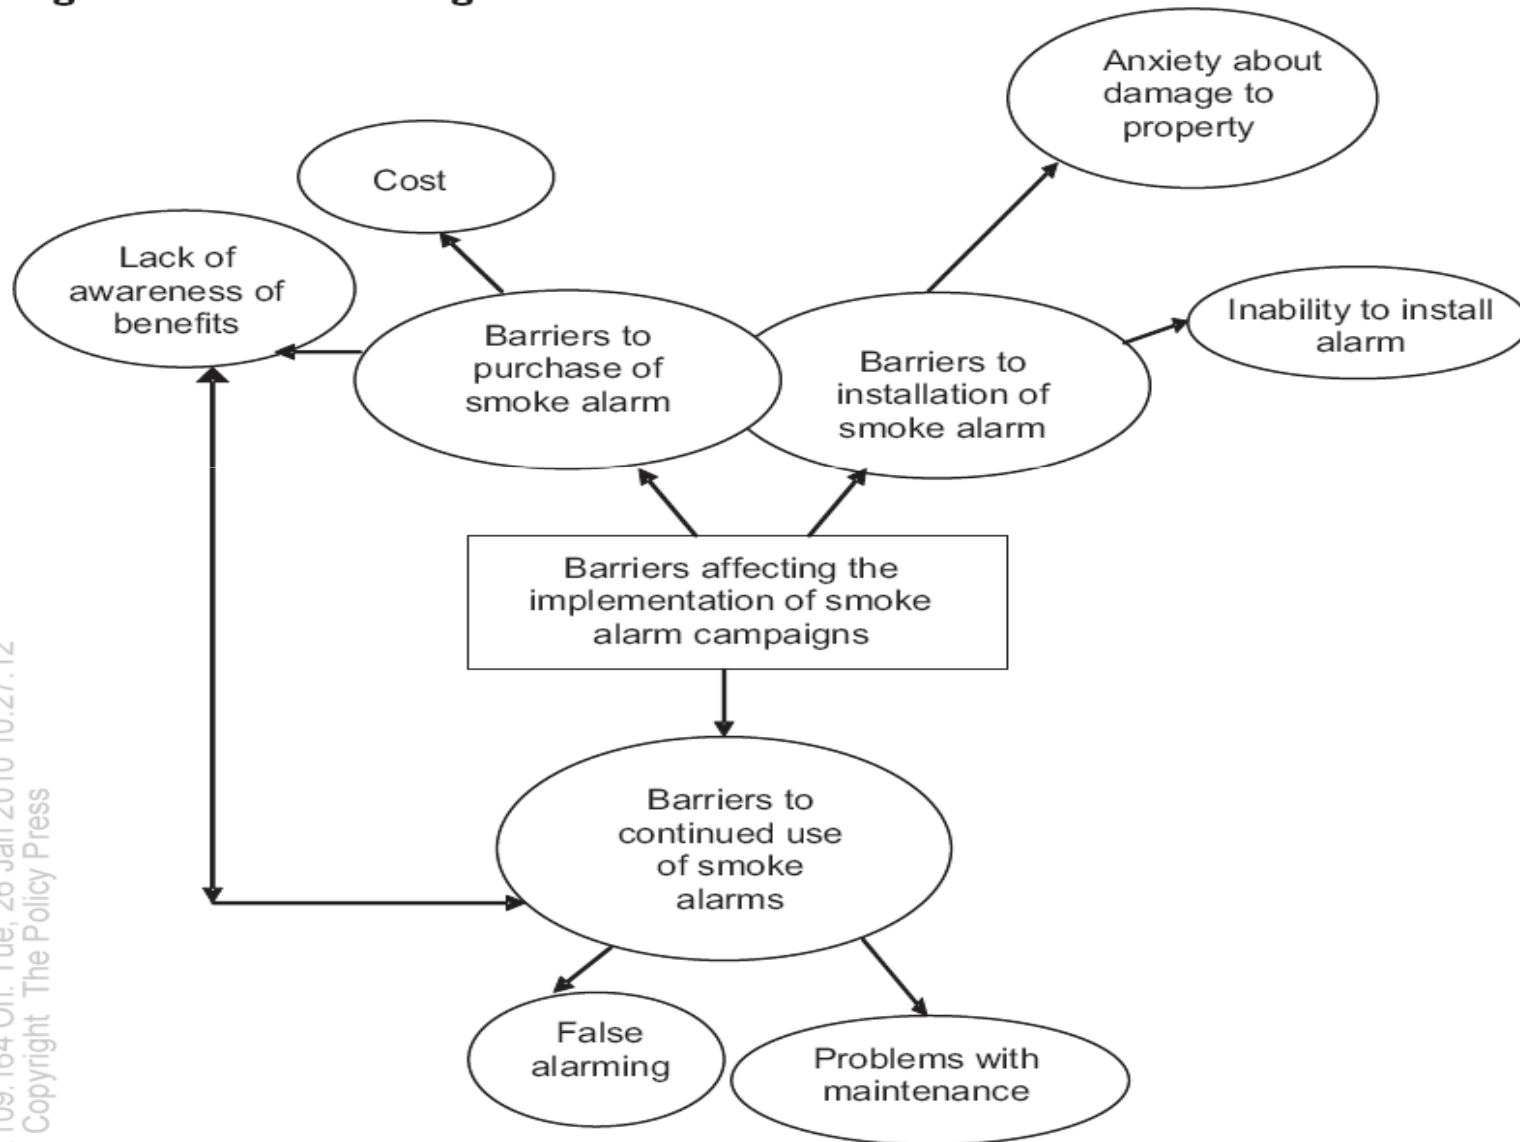 Anxiety about
damage to
property
Cost
Lack of
awareness of
benefits
Barriers to
purchase of
smoke alarm
Barriers to
installation of
smoke alarm
Inability to install
alarm
Barriers affecting the
implementation of smoke
alarm campaigns
Barriers to
continued use
of smoke
alarms
False
alarming
Problems with
maintenance
Copyright The Policy Press